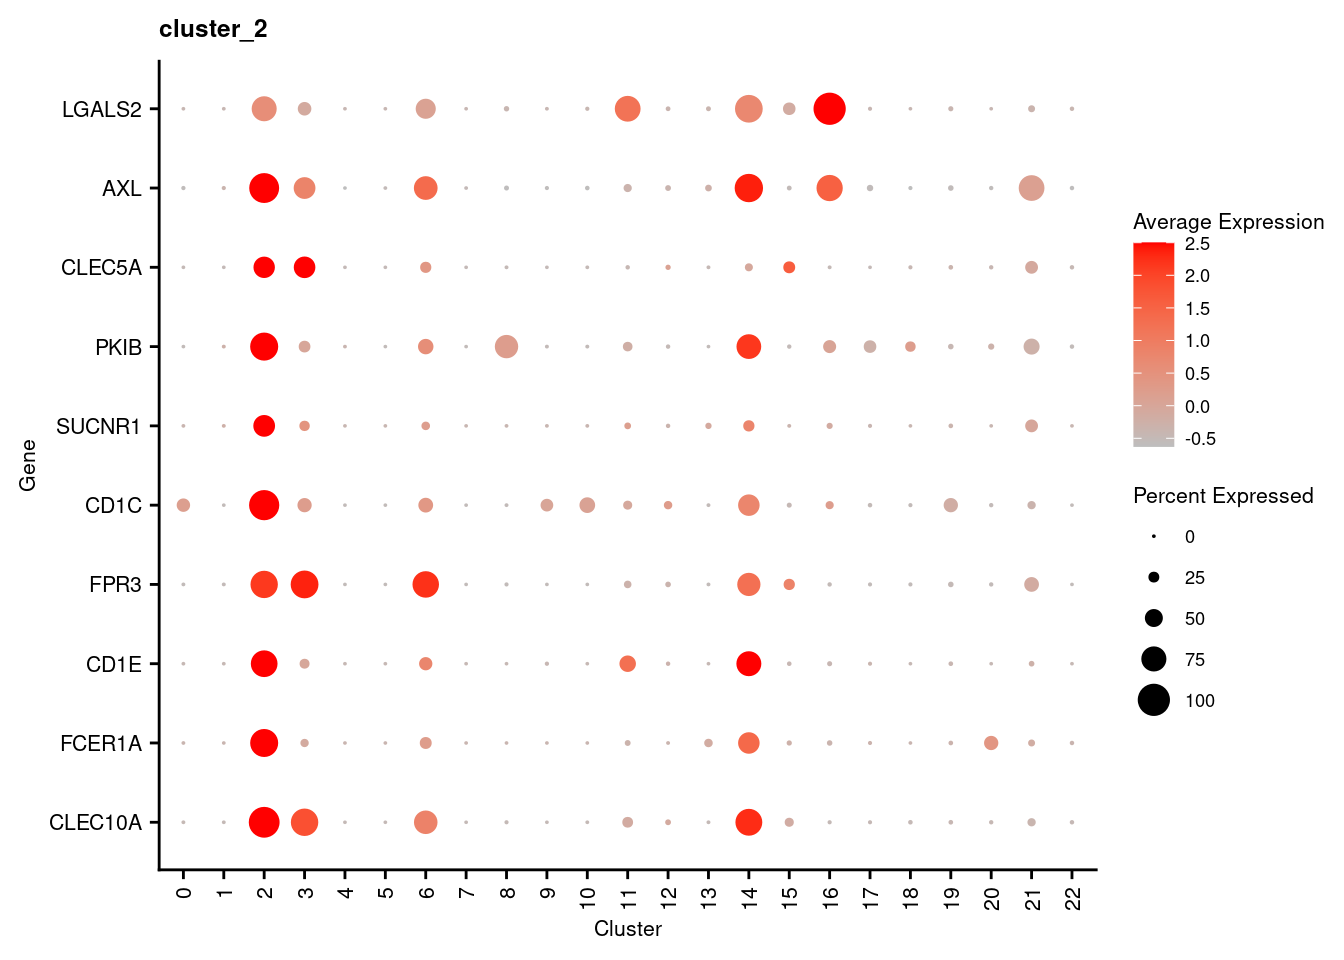 cluster_2
LGALS2
AXL
CLEC5A
PKIB
SUCNR1
CD1C
FPR3
CD1E
FCER1A
CLEC10A
Gene
0 1 2 3 4 5 6 7 8 9 10 11 12 13 14 15 16 17 18 19 20 21 22
Cluster
Average Expression
2.5
2.0
1.5
1.0
0.5
0.0
-0.5
Percent Expressed
0
25
50
75
100